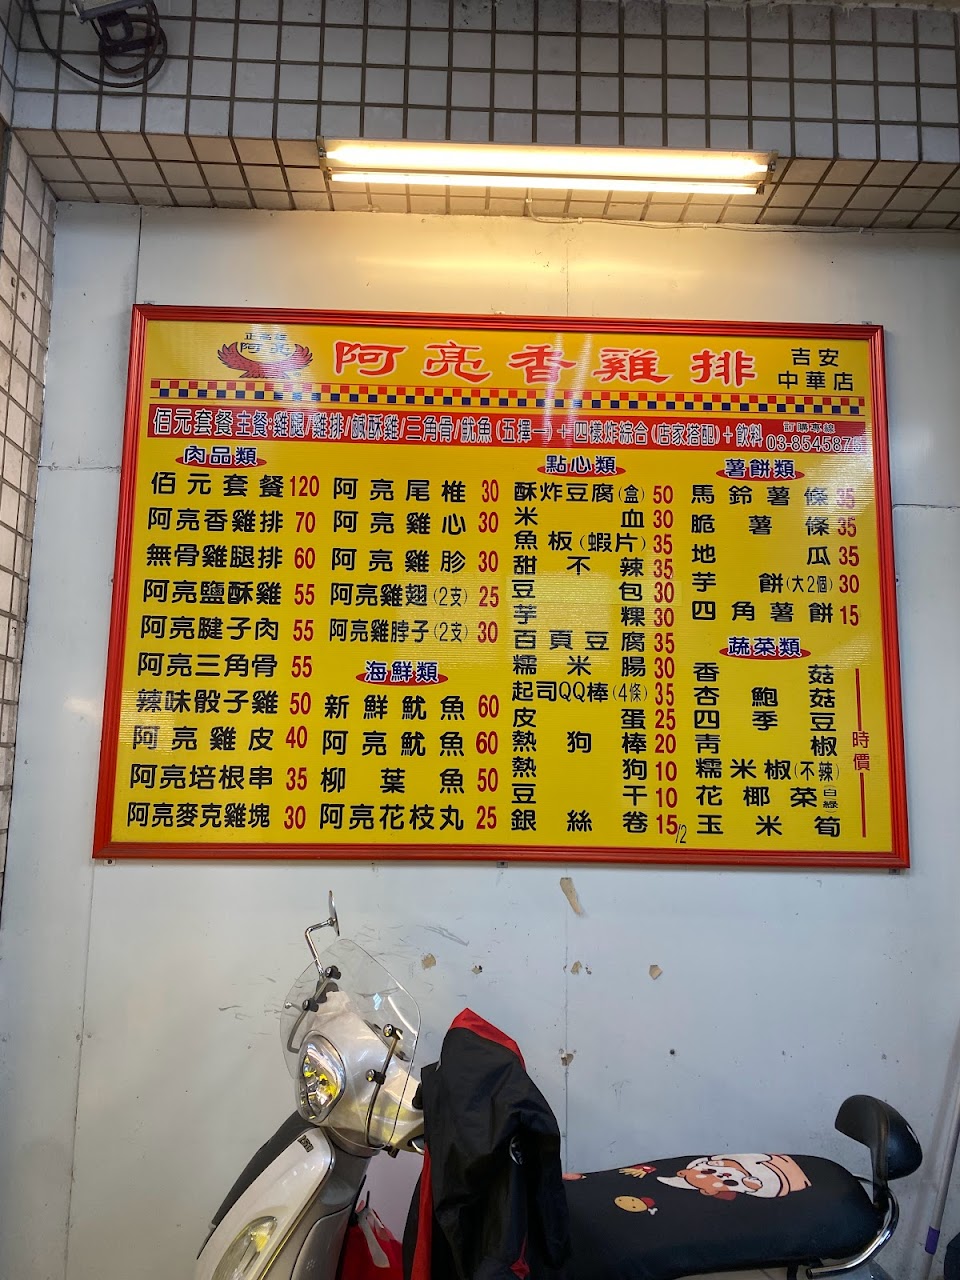 阿亮
阿亮香雞排
吉安
中華店
佰元套餐 主餐:雞腿/雞排/鹹酥雞/三角骨/魷魚(五擇一)+四樣炸綜合(店家搭配)+飲料
訂購專線
肉品類
佰元套餐 120
阿亮香雞排 70
無骨雞腿排 60
阿亮鹽酥雞 55
阿亮腱子肉 55
阿亮三角骨 55
辣味骰子雞 50
阿亮雞皮 40
阿亮培根串 35
阿亮麥克雞塊 30
阿亮尾椎 30
阿亮雞心 30
阿亮雞胗 30
阿亮雞翅(2支) 25
阿亮雞脖子(2支) 30
海鮮類
新鮮魷魚 60
阿亮魷魚 60
柳葉魚 50
阿亮花枝丸 25
點心類
酥炸豆腐(盒) 50
米血 30
魚板(蝦片) 35
甜不辣 35
豆包 30
芋粿 30
百頁豆腐 35
糯米腸 30
起司QQ棒(4條) 35
皮蛋 25
熱狗棒 20
熱狗 10
豆干 10
銀絲卷 15/2
薯餅類
馬鈴薯條 35
脆薯條 35
地瓜 35
芋餅(大2個) 30
四角薯餅 15
蔬菜類
香菇
杏鮑菇
四季豆
青椒
糯米椒(不辣)
花椰菜 白綠
玉米筍
時價